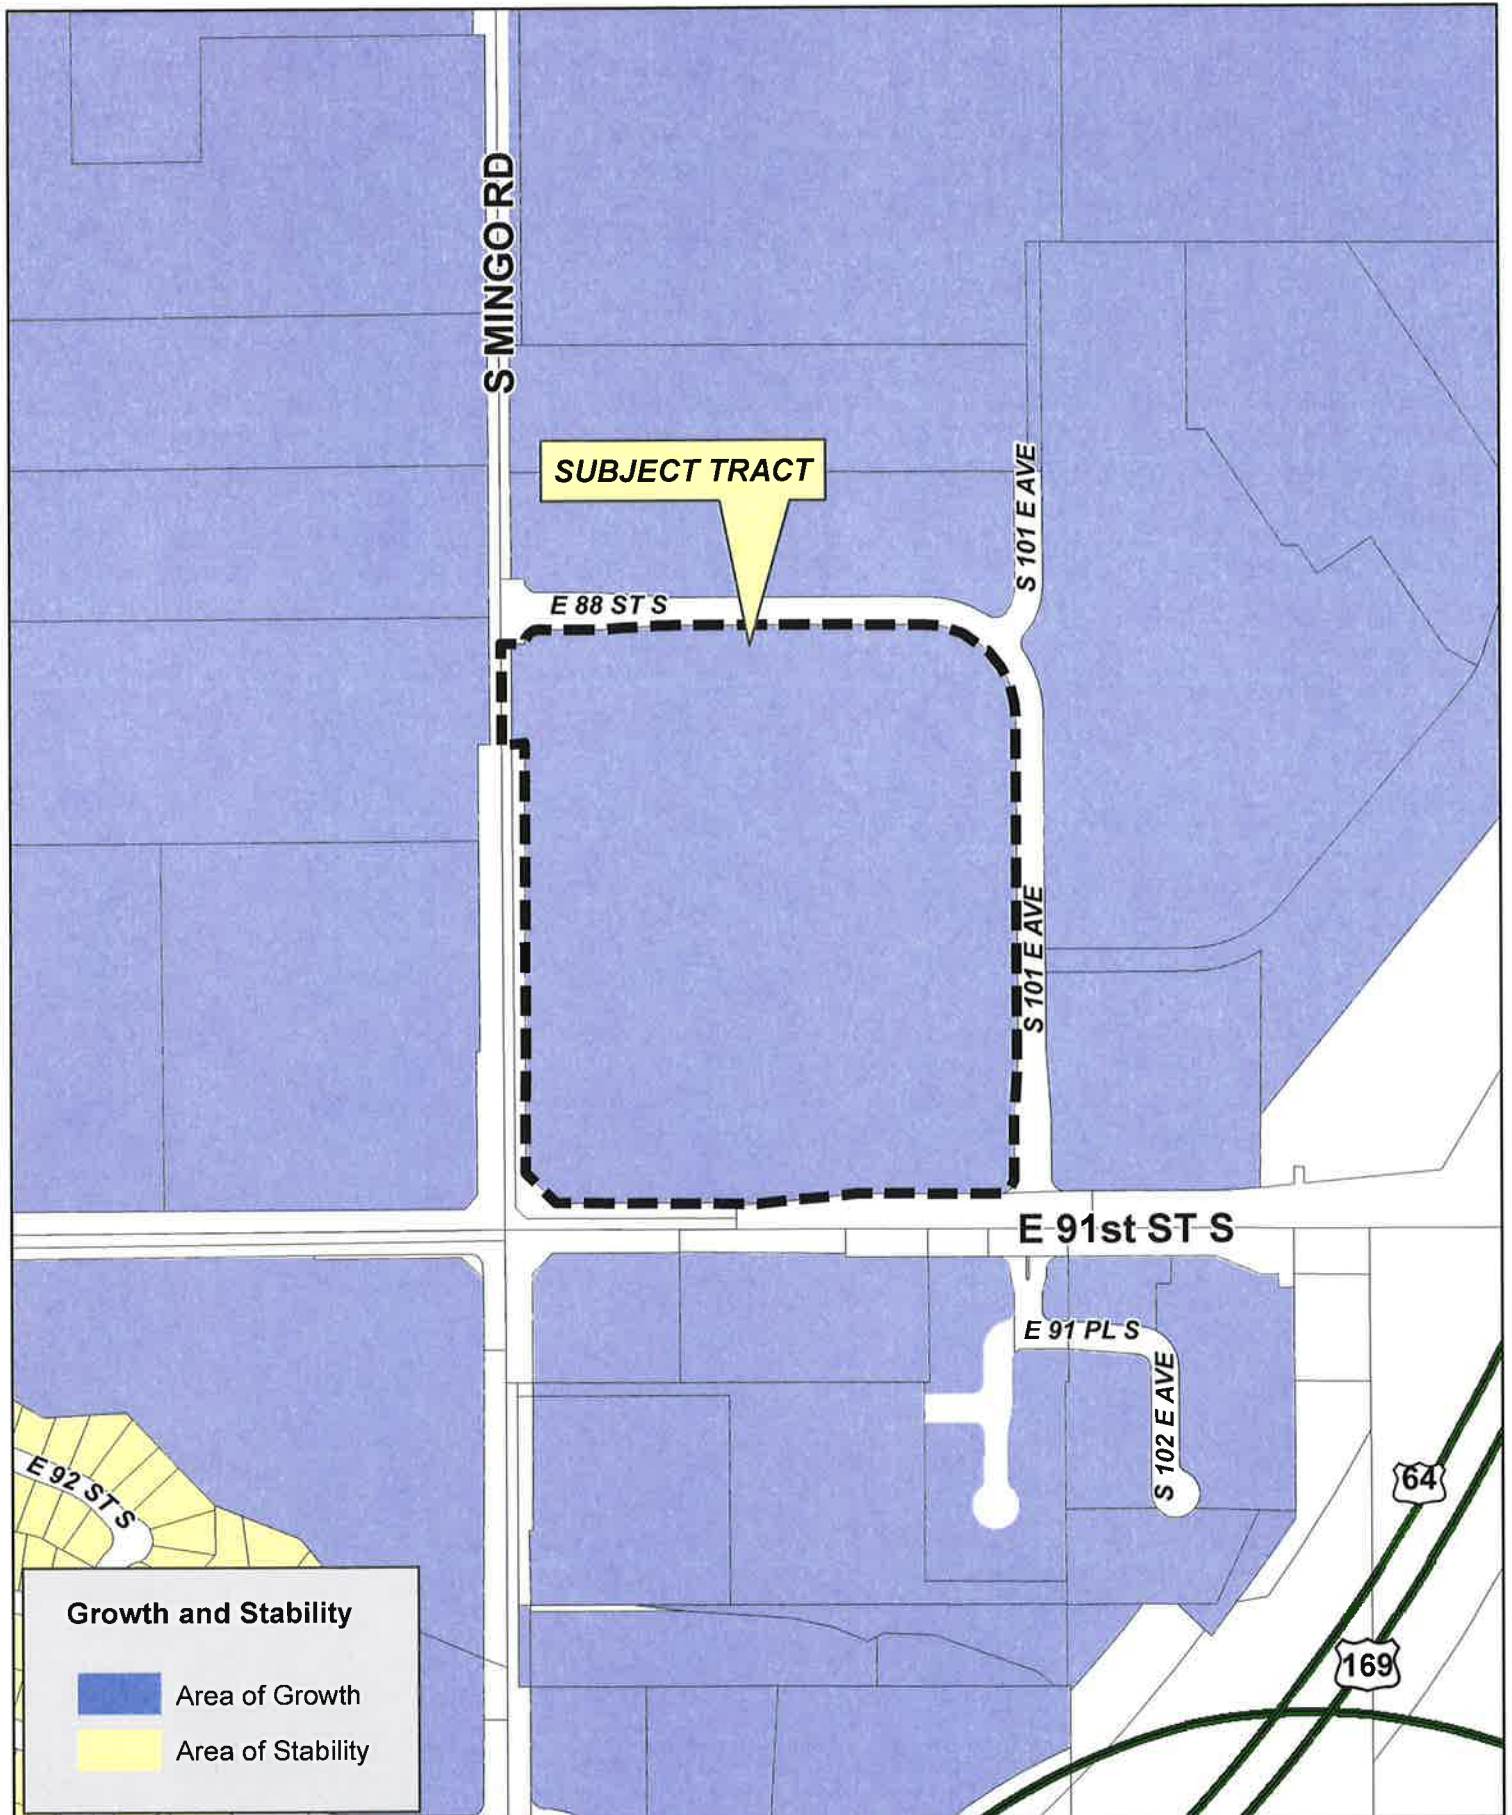 S MINGO RD
SUBJECT TRACT
S 101 E AVE
E 88 ST S
S 101 E AVE
E 91st ST S
E 91 PL S
S 102 E AVE
E 92 ST S
64
169
Growth and Stability
Area of Growth
Area of Stability